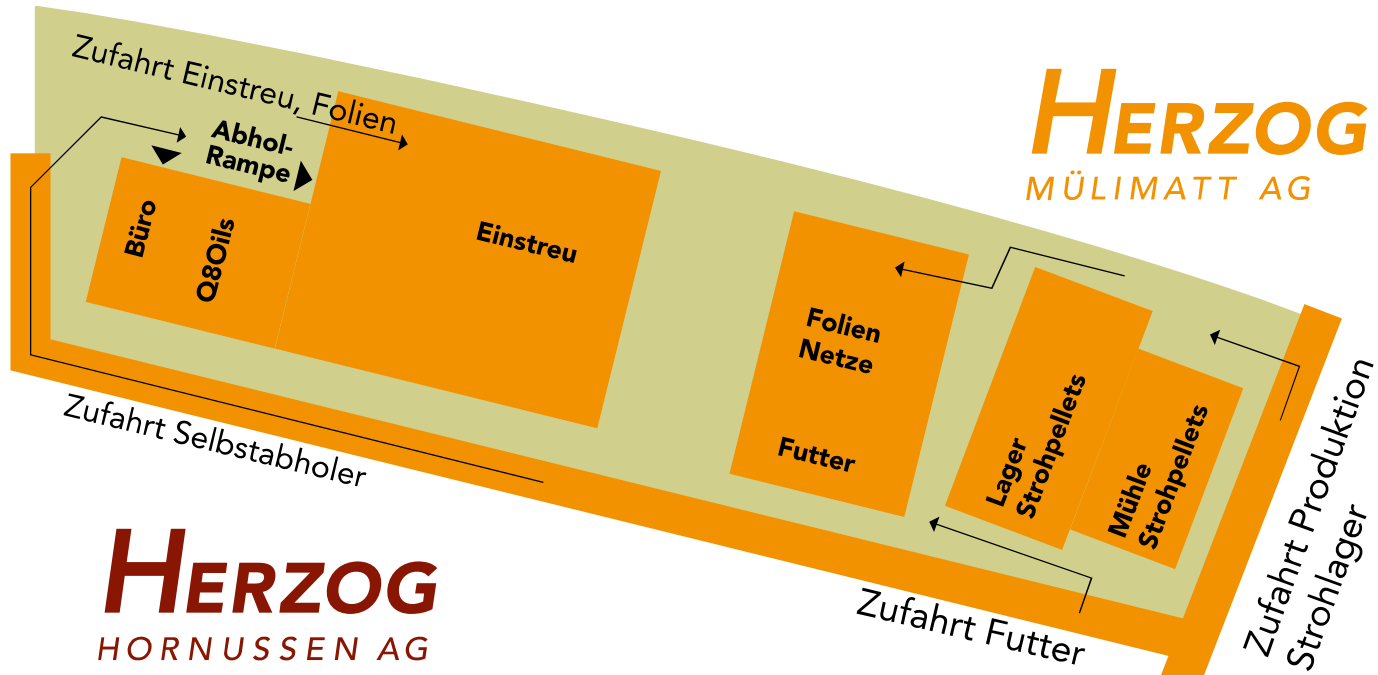 Zufahrt Einstreu, Folien
Abhol-
Rampe
Büro
Q8Oils
Einstreu
HERZOG
MÜLIMATT AG
Folien
Netze
Futter
Lager
Strohpellets
Mühle
Strohpellets
Zufahrt Selbstabholer
Zufahrt Futter
Zufahrt Produktion
Strohlager
HERZOG
HORNUSSEN AG